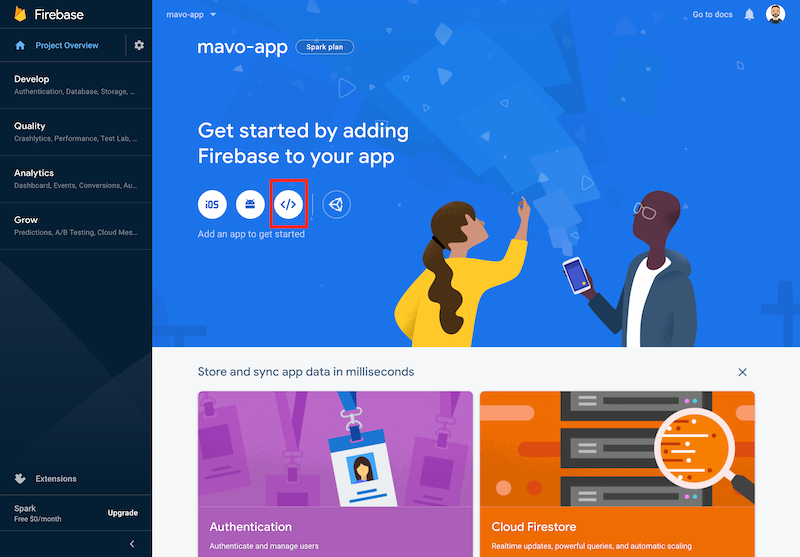 Firebase
Project Overview
Develop
Authentication, Database, Storage, ...
Quality
Crashlytics, Performance, Test Lab, ...
Analytics
Dashboard, Events, Conversions, Au...
Grow
Predictions, A/B Testing, Cloud Mes...
Extensions
Spark
Free $0/month
Upgrade
mavo-app
Go to docs
mavo-app
Spark plan
Get started by adding
Firebase to your app
iOS
</>
Add an app to get started
Store and sync app data in milliseconds
Authentication
Authenticate and manage users
Cloud Firestore
Realtime updates, powerful queries, and automatic scaling